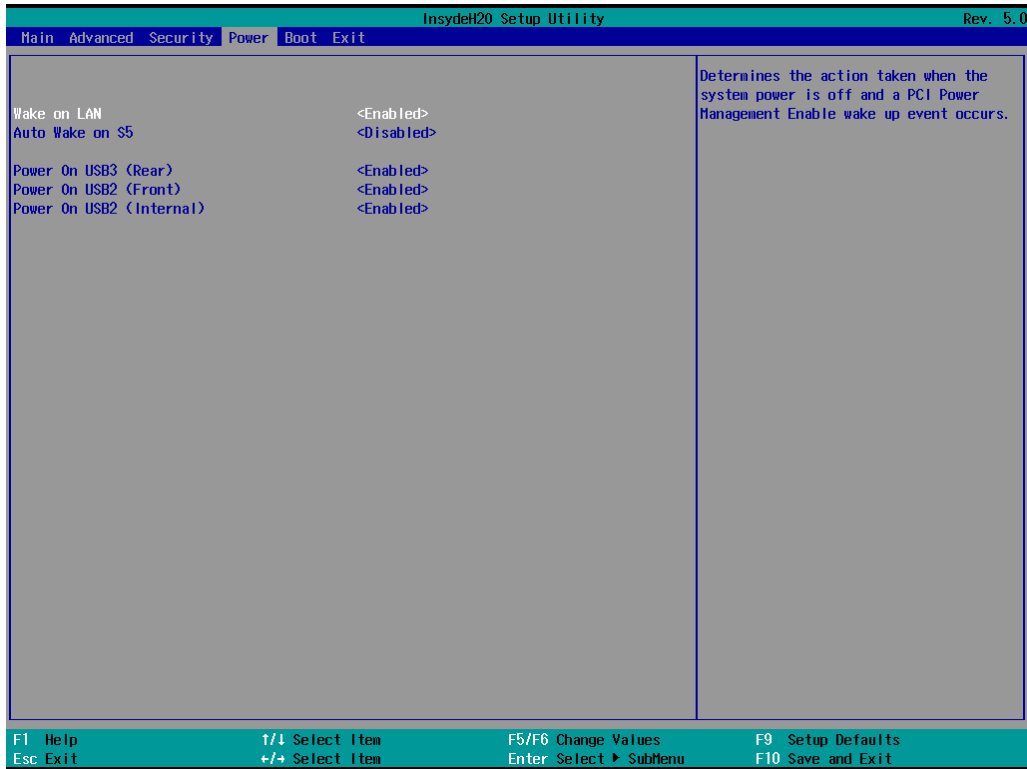 InsydeH20 Setup Utility Rev. 5.0
Main Advanced Security Power Boot Exit
Wake on LAN <Enabled>
Auto Wake on S5 <Disabled>
Power On USB3 (Rear) <Enabled>
Power On USB2 (Front) <Enabled>
Power On USB2 (Internal) <Enabled>
Determines the action taken when the
system power is off and a PCI Power
Management Enable wake up event occurs.
F1 Help ↑/↓ Select Item F5/F6 Change Values F9 Setup Defaults
Esc Exit ←/→ Select Item Enter Select ▶ SubMenu F10 Save and Exit